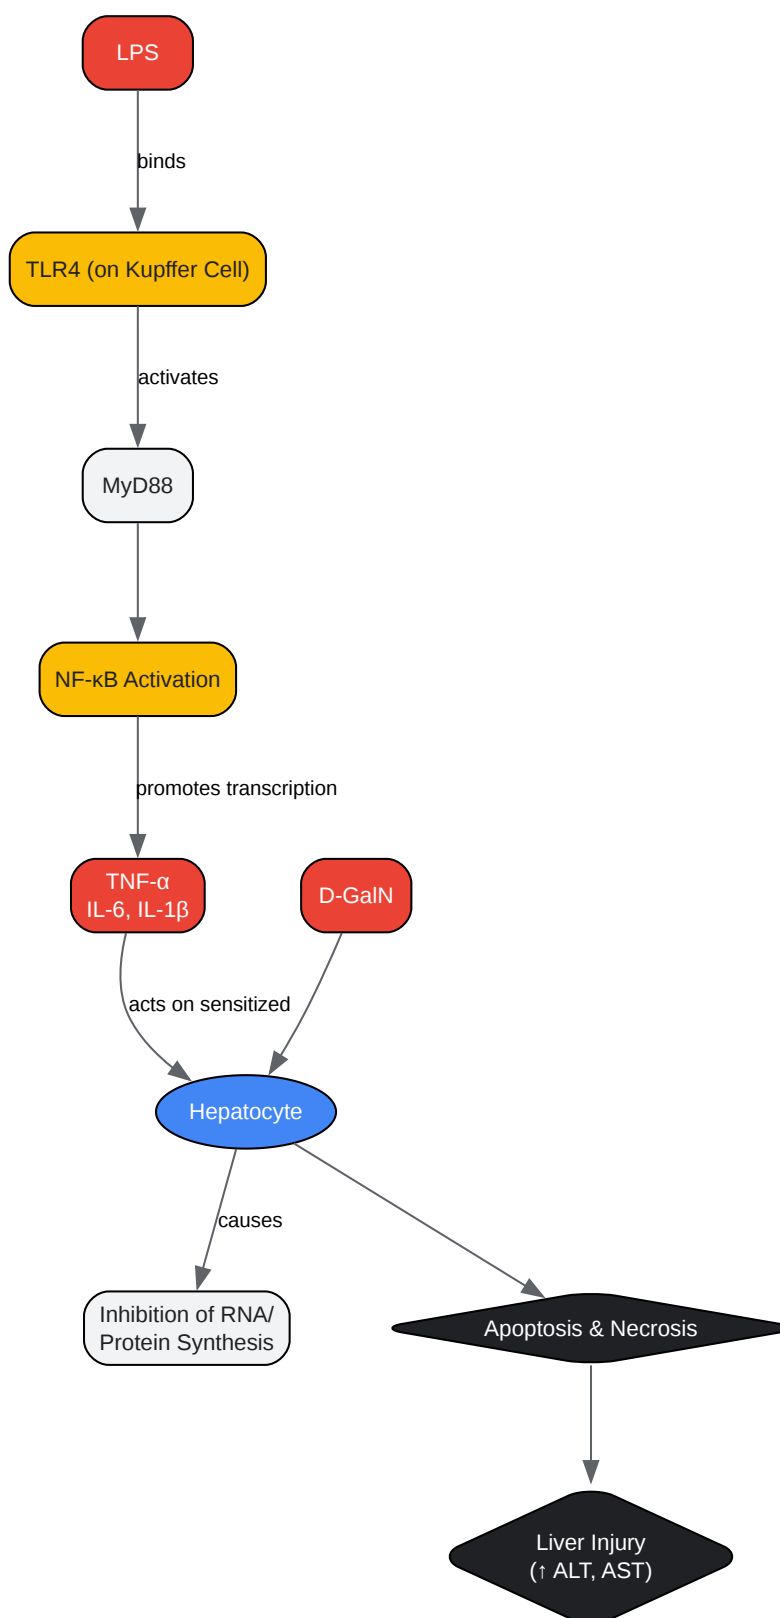 LPS
binds
TLR4 (on Kupffer Cell)
activates
MyD88
NF-κB Activation
promotes transcription
TNF-α
IL-6, IL-1β
D-GalN
acts on sensitized
Hepatocyte
causes
Inhibition of RNA/
Protein Synthesis
Apoptosis & Necrosis
Liver Injury
(↑ ALT, AST)